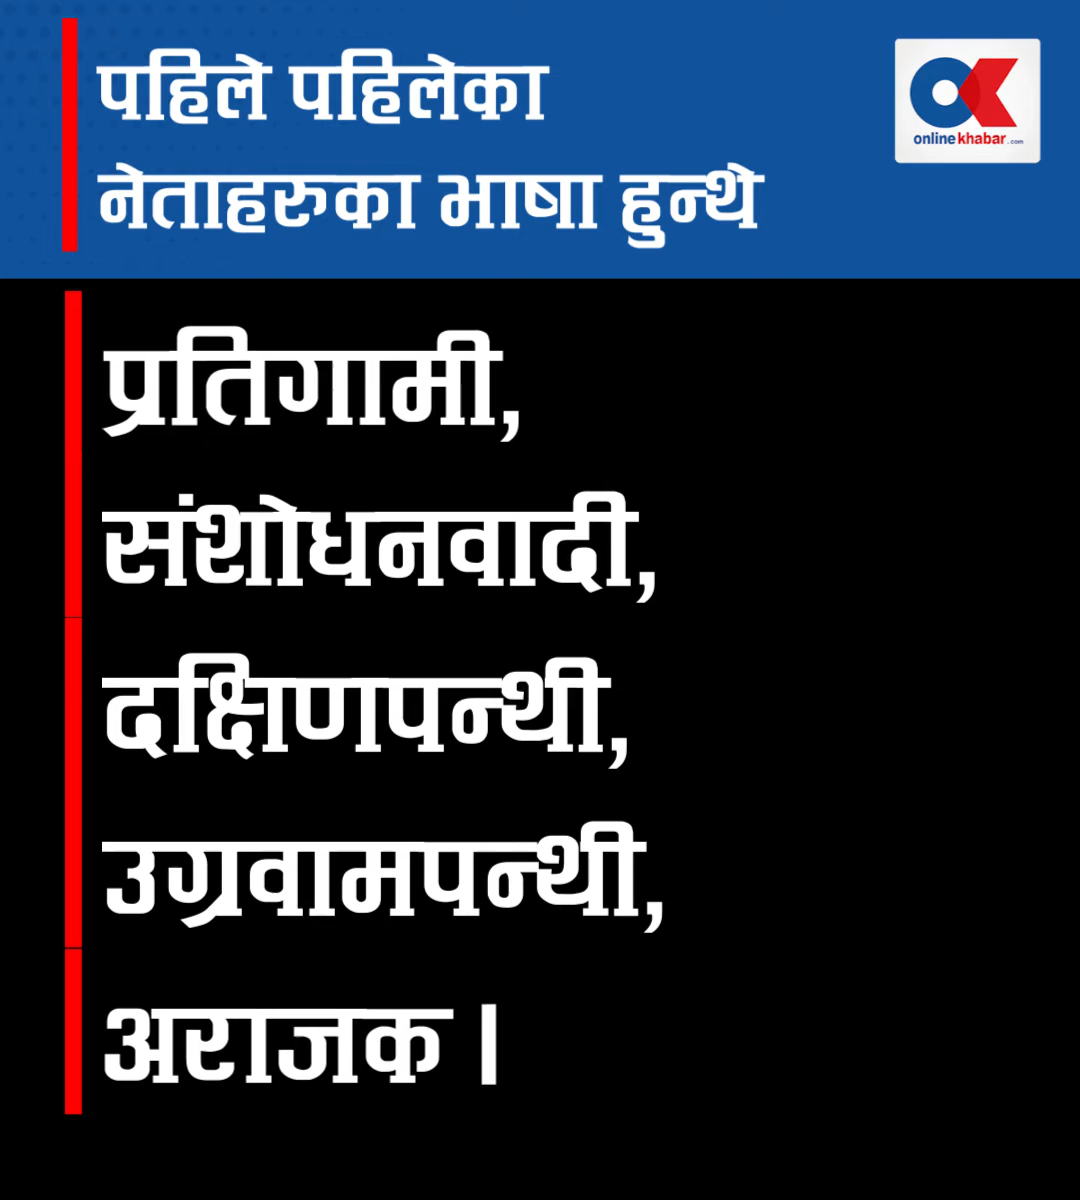 पहिले पहिलेका
नेताहरुका भाषा हुन्थे
onlinekhabar.com
प्रतिगामी,
संशोधनवादी,
दक्षिणपन्थी,
उग्रवामपन्थी,
अराजक ।